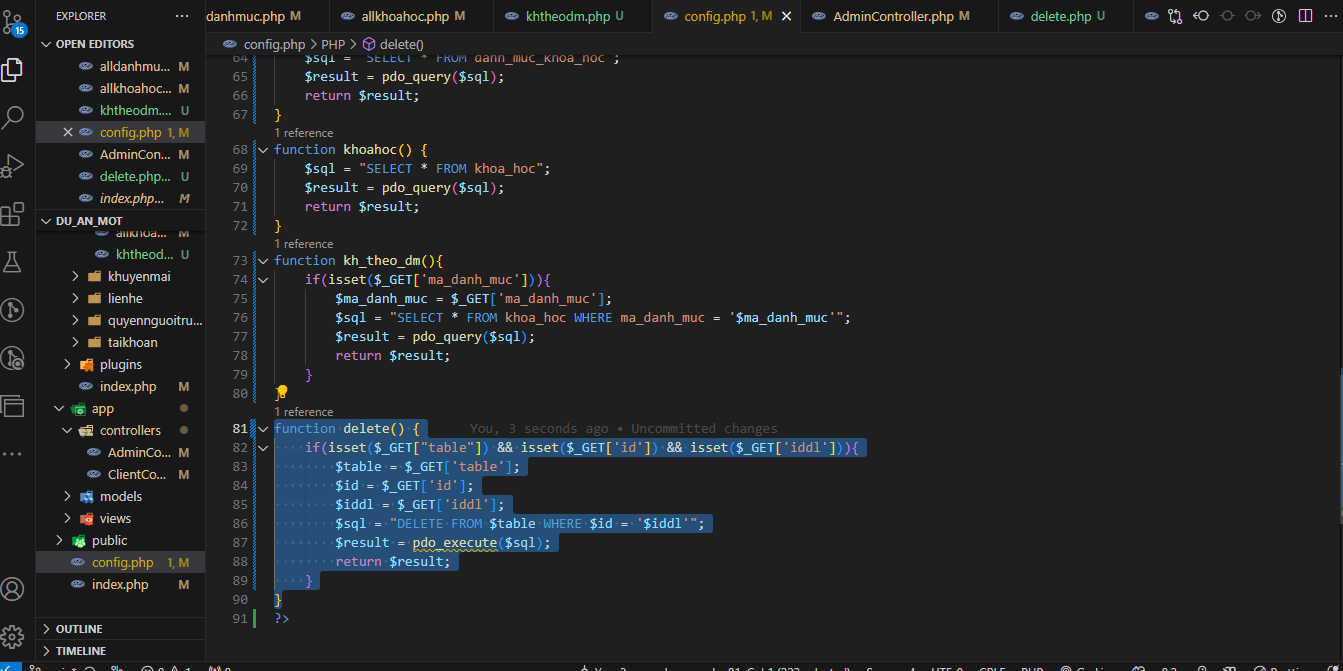 15
EXPLORER
OPEN EDITORS
alldanhmu... M
allkhoahoc... M
khtheodm.... U
config.php 1, M
AdminCon... M
delete.php... U
index.php... M
DU_AN_MOT
allkhoa... M
khtheod... U
khuyenmai
lienhe
quyennguoitru...
taikhoan
plugins
index.php M
app
controllers
AdminCo... M
ClientCo... M
models
views
public
config.php 1, M
index.php M
OUTLINE
TIMELINE
danhmuc.php M
allkhoahoc.php M
khtheodm.php U
config.php 1, M
AdminController.php M
delete.php U
config.php > PHP > delete()
64 $sql = "SELECT * FROM danh_muc_khoa_hoc";
65 $result = pdo_query($sql);
66 return $result;
67 }
1 reference
68 function khoahoc() {
69 $sql = "SELECT * FROM khoa_hoc";
70 $result = pdo_query($sql);
71 return $result;
72 }
1 reference
73 function kh_theo_dm(){
74 if(isset($_GET['ma_danh_muc'])){
75 $ma_danh_muc = $_GET['ma_danh_muc'];
76 $sql = "SELECT * FROM khoa_hoc WHERE ma_danh_muc = '$ma_danh_muc'";
77 $result = pdo_query($sql);
78 return $result;
79 }
80 }
1 reference
81 function delete() { You, 3 seconds ago • Uncommitted changes
82 if(isset($_GET["table"]) && isset($_GET['id']) && isset($_GET['iddl'])){
83 $table = $_GET['table'];
84 $id = $_GET['id'];
85 $iddl = $_GET['iddl'];
86 $sql = "DELETE FROM $table WHERE $id = '$iddl'";
87 $result = pdo_execute($sql);
88 return $result;
89 }
90 }
91 ?>